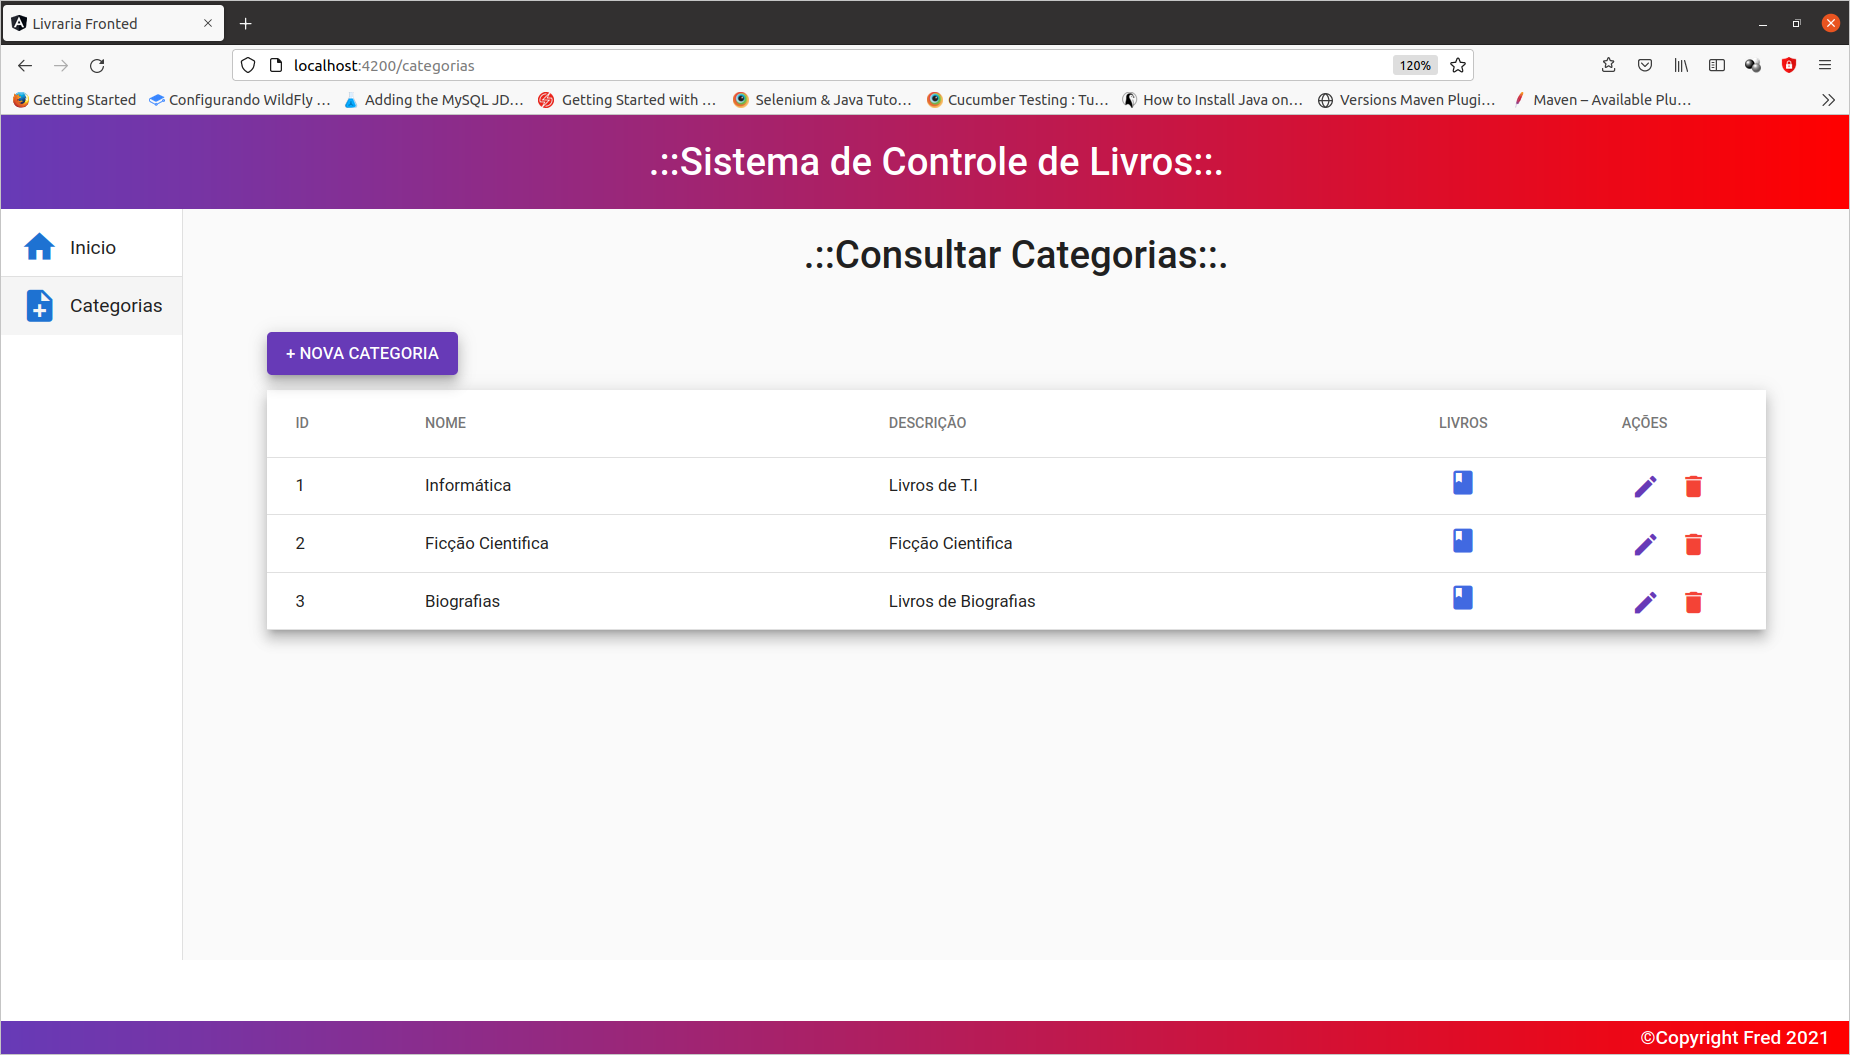 Livraria Fronted
localhost:4200/categorias 120%
Getting Started Configurando WildFly … Adding the MySQL JD… Getting Started with … Selenium & Java Tuto… Cucumber Testing : Tu… How to Install Java on… Versions Maven Plugi… Maven – Available Plu…
.::Sistema de Controle de Livros::.
Inicio
Categorias
.::Consultar Categorias::.
+ NOVA CATEGORIA
ID NOME DESCRIÇÃO LIVROS AÇÕES
1 Informática Livros de T.I
2 Ficção Cientifica Ficção Cientifica
3 Biografias Livros de Biografias
©Copyright Fred 2021